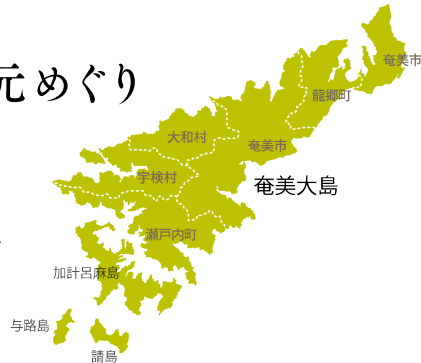 元めぐり
奄美市
龍郷町
大和村
奄美市
宇検村
奄美大島
瀬戸内町
加計呂麻島
与路島
請島